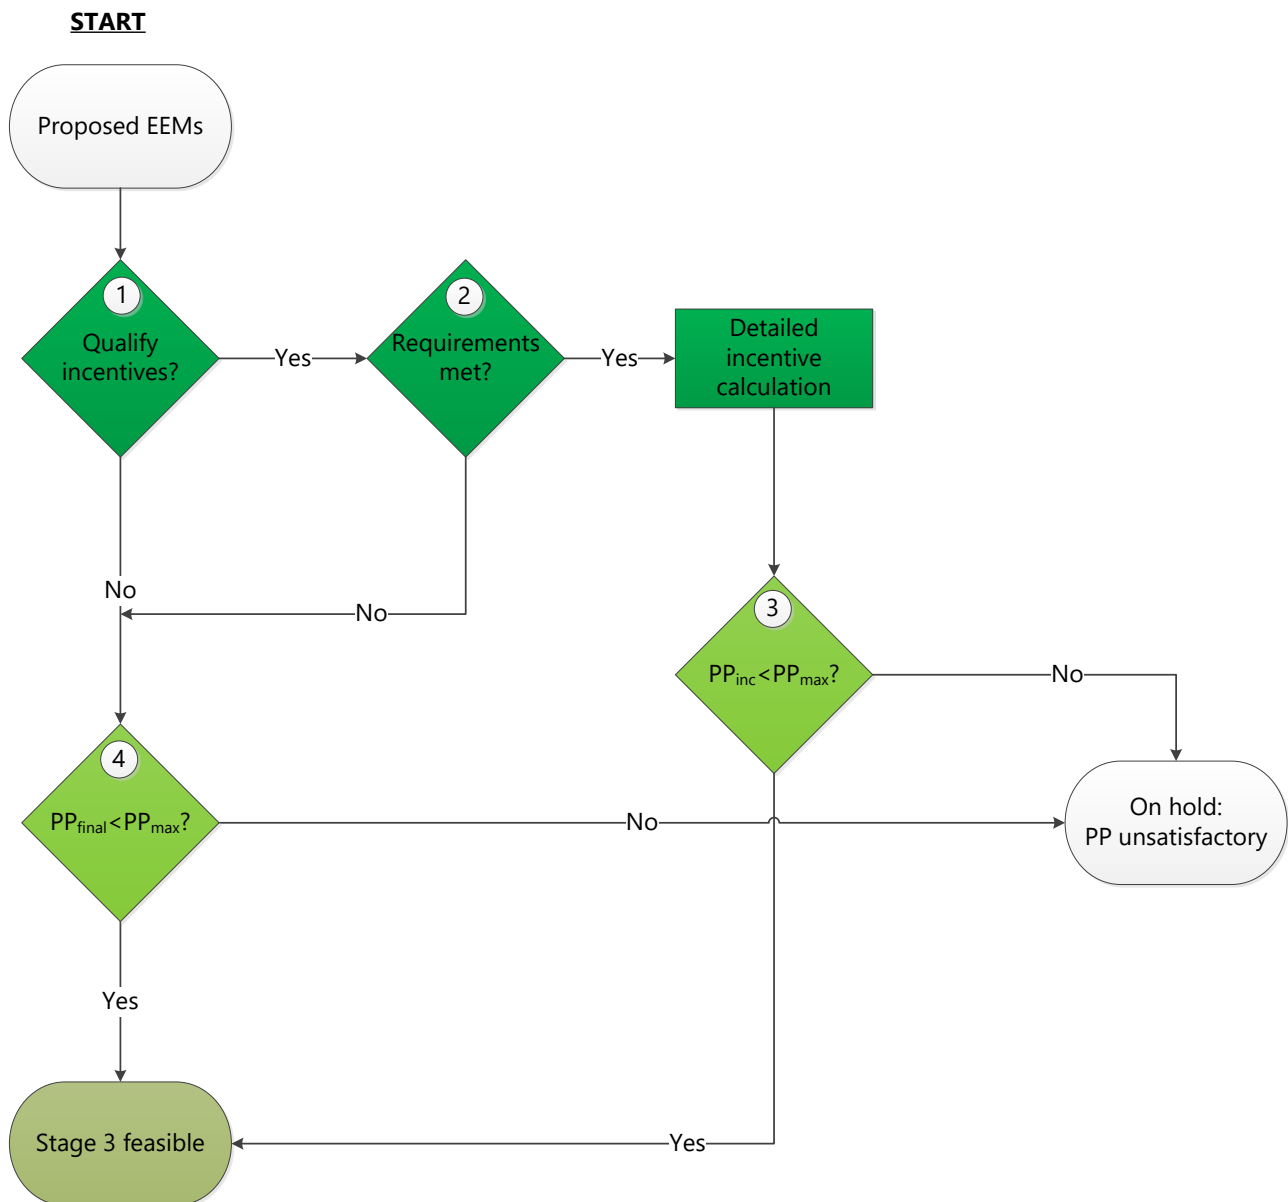 START
Proposed EEMs
1
Qualify
incentives?
Yes
2
Requirements
met?
Yes
Detailed
incentive
calculation
No
No
3
PPinc<PPmax?
No
4
PPfinal<PPmax?
No
On hold:
PP unsatisfactory
Yes
Stage 3 feasible
Yes